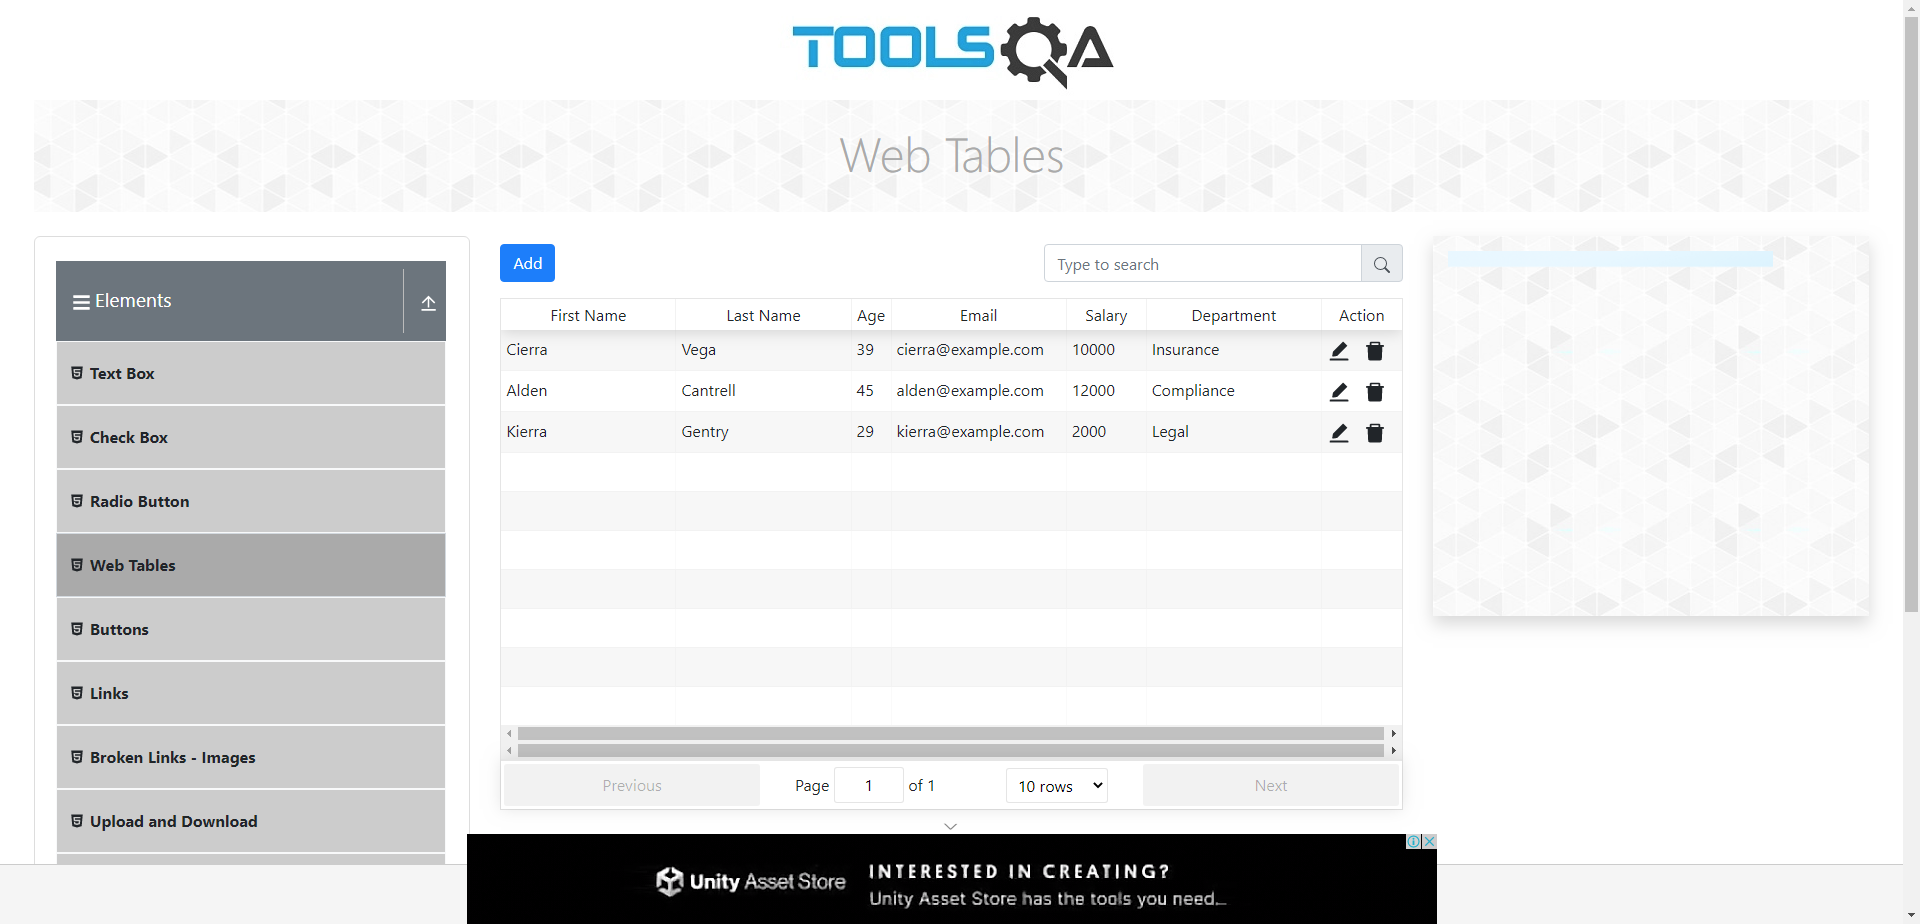 TOOLSQA
Web Tables
Elements
Text Box
Check Box
Radio Button
Web Tables
Buttons
Links
Broken Links - Images
Upload and Download
Add
Type to search
First Name Last Name Age Email Salary Department Action
Cierra Vega 39 cierra@example.com 10000 Insurance
Alden Cantrell 45 alden@example.com 12000 Compliance
Kierra Gentry 29 kierra@example.com 2000 Legal
Previous Page 1 of 1 10 rows Next
Unity Asset Store
INTERESTED IN CREATING?
Unity Asset Store has the tools you need...